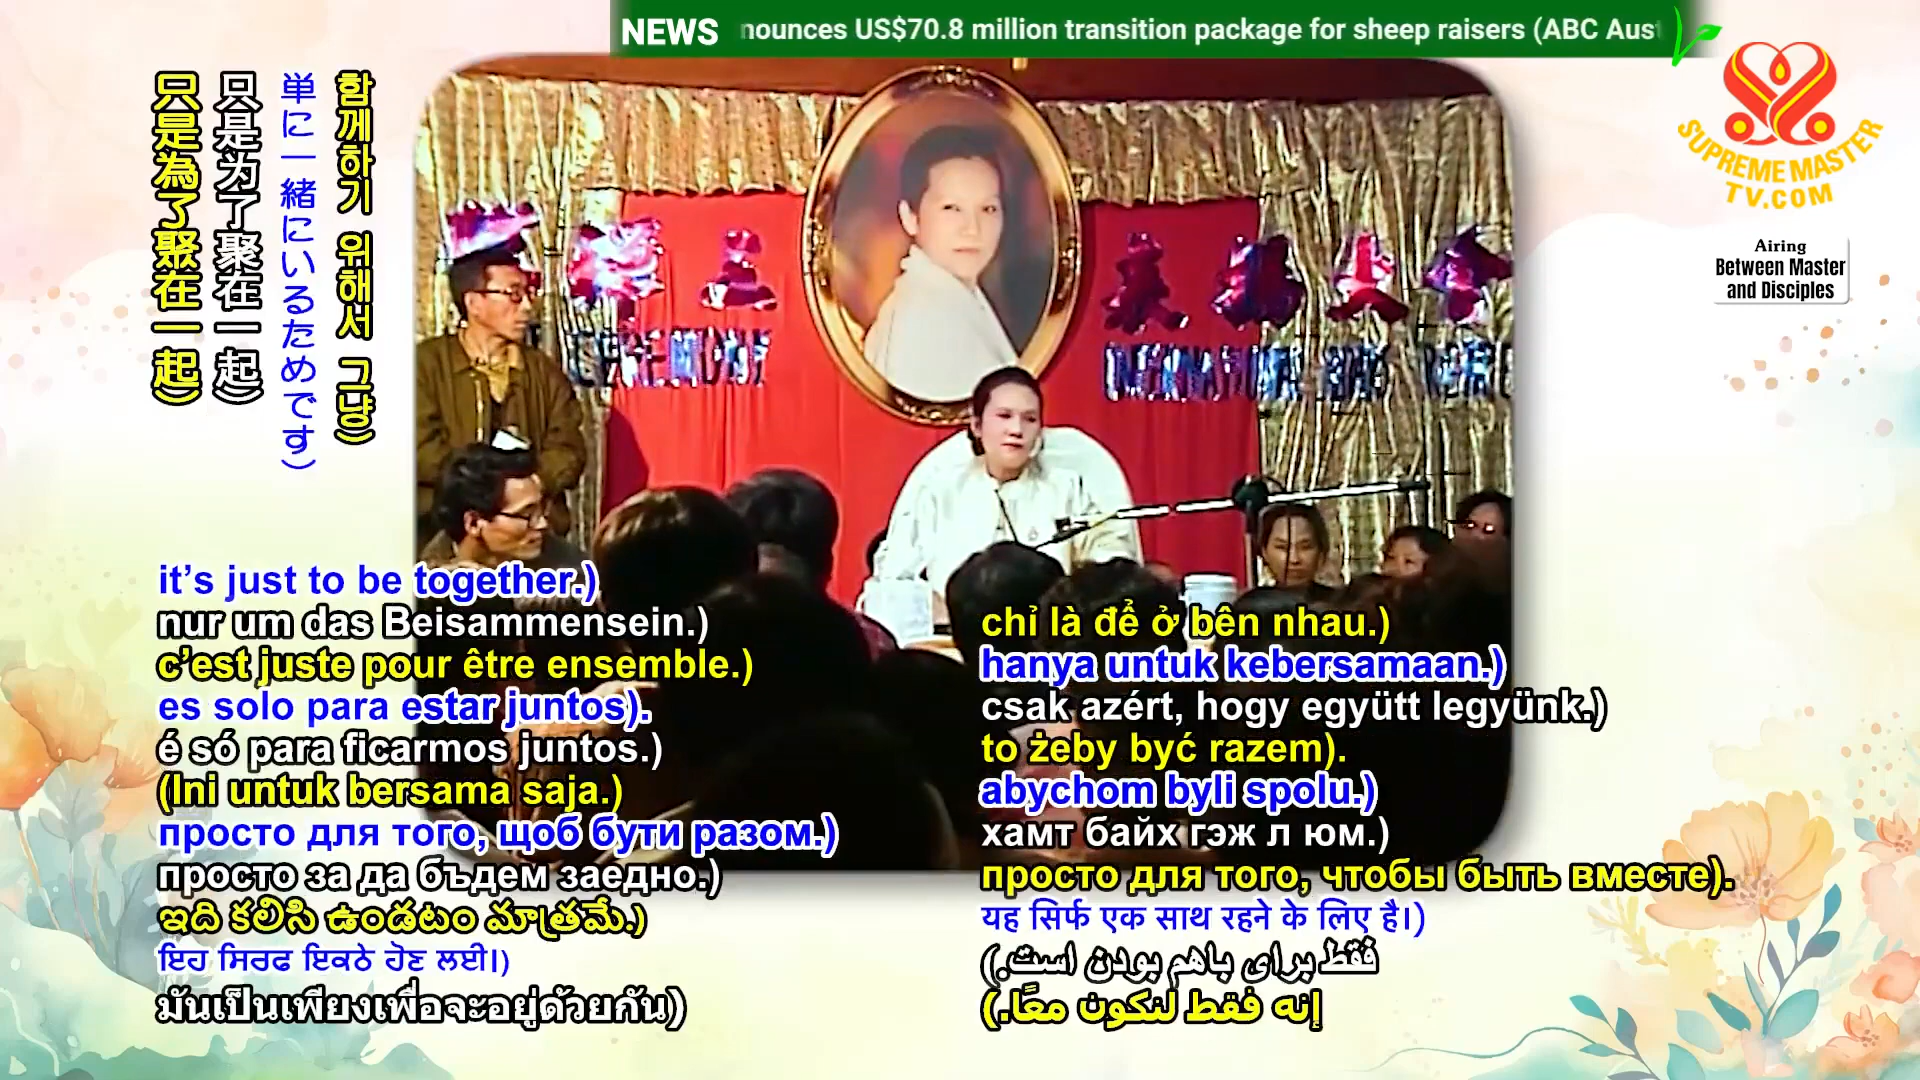 NEWS nounces US$70.8 million transition package for sheep raisers (ABC Aust
SUPREME MASTER
TV.COM
Airing
Between Master
and Disciples
함께하기 위해서 그냥)
単に一緒にいるためです)
只是为了聚在一起)
只是為了聚在一起)
CEREMONY
INTERNATIONAL
it's just to be together.)
nur um das Beisammensein.)
c'est juste pour être ensemble.)
es solo para estar juntos).
é só para ficarmos juntos.)
(Ini untuk bersama saja.)
просто для того, щоб бути разом.)
просто за да бъдем заедно.)
ఇది కలిసి ఉండటం మాత్రమే.)
ਇਹ ਸਿਰਫ ਇਕਠੇ ਹੋਣ ਲਈ।)
มันเป็นเพียงเพื่อจะอยู่ด้วยกัน)
chỉ là để ở bên nhau.)
hanya untuk kebersamaan.)
csak azért, hogy együtt legyünk.)
to żeby być razem).
abychom byli spolu.)
хамт байх гэж л юм.)
просто для того, чтобы быть вместе).
यह सिर्फ एक साथ रहने के लिए है।)
فقط برای باهم بودن است.)
إنه فقط لنكون معًا.)